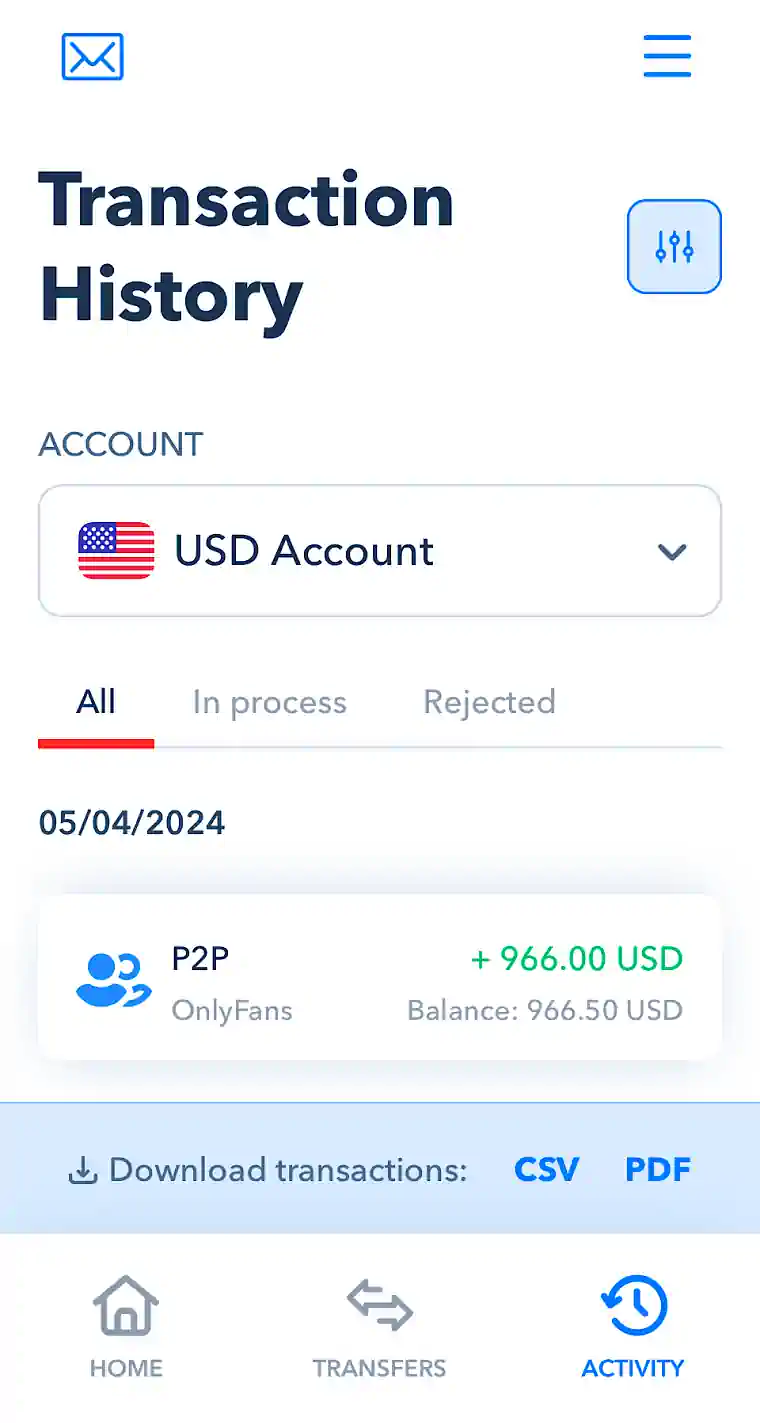 Transaction
History
ACCOUNT
USD Account
All In process Rejected
05/04/2024
P2P + 966.00 USD
OnlyFans Balance: 966.50 USD
Download transactions: CSV PDF
HOME TRANSFERS ACTIVITY